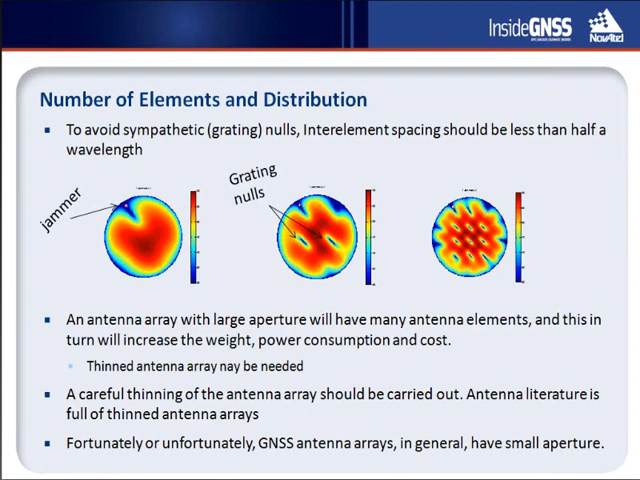 InsideGNSS
NovAtel
Number of Elements and Distribution
To avoid sympathetic (grating) nulls, Interelement spacing should be less than half a
wavelength
jammer
Grating
nulls
An antenna array with large aperture will have many antenna elements, and this in
turn will increase the weight, power consumption and cost.
Thinned antenna array nay be needed
A careful thinning of the antenna array should be carried out. Antenna literature is
full of thinned antenna arrays
Fortunately or unfortunately, GNSS antenna arrays, in general, have small aperture.